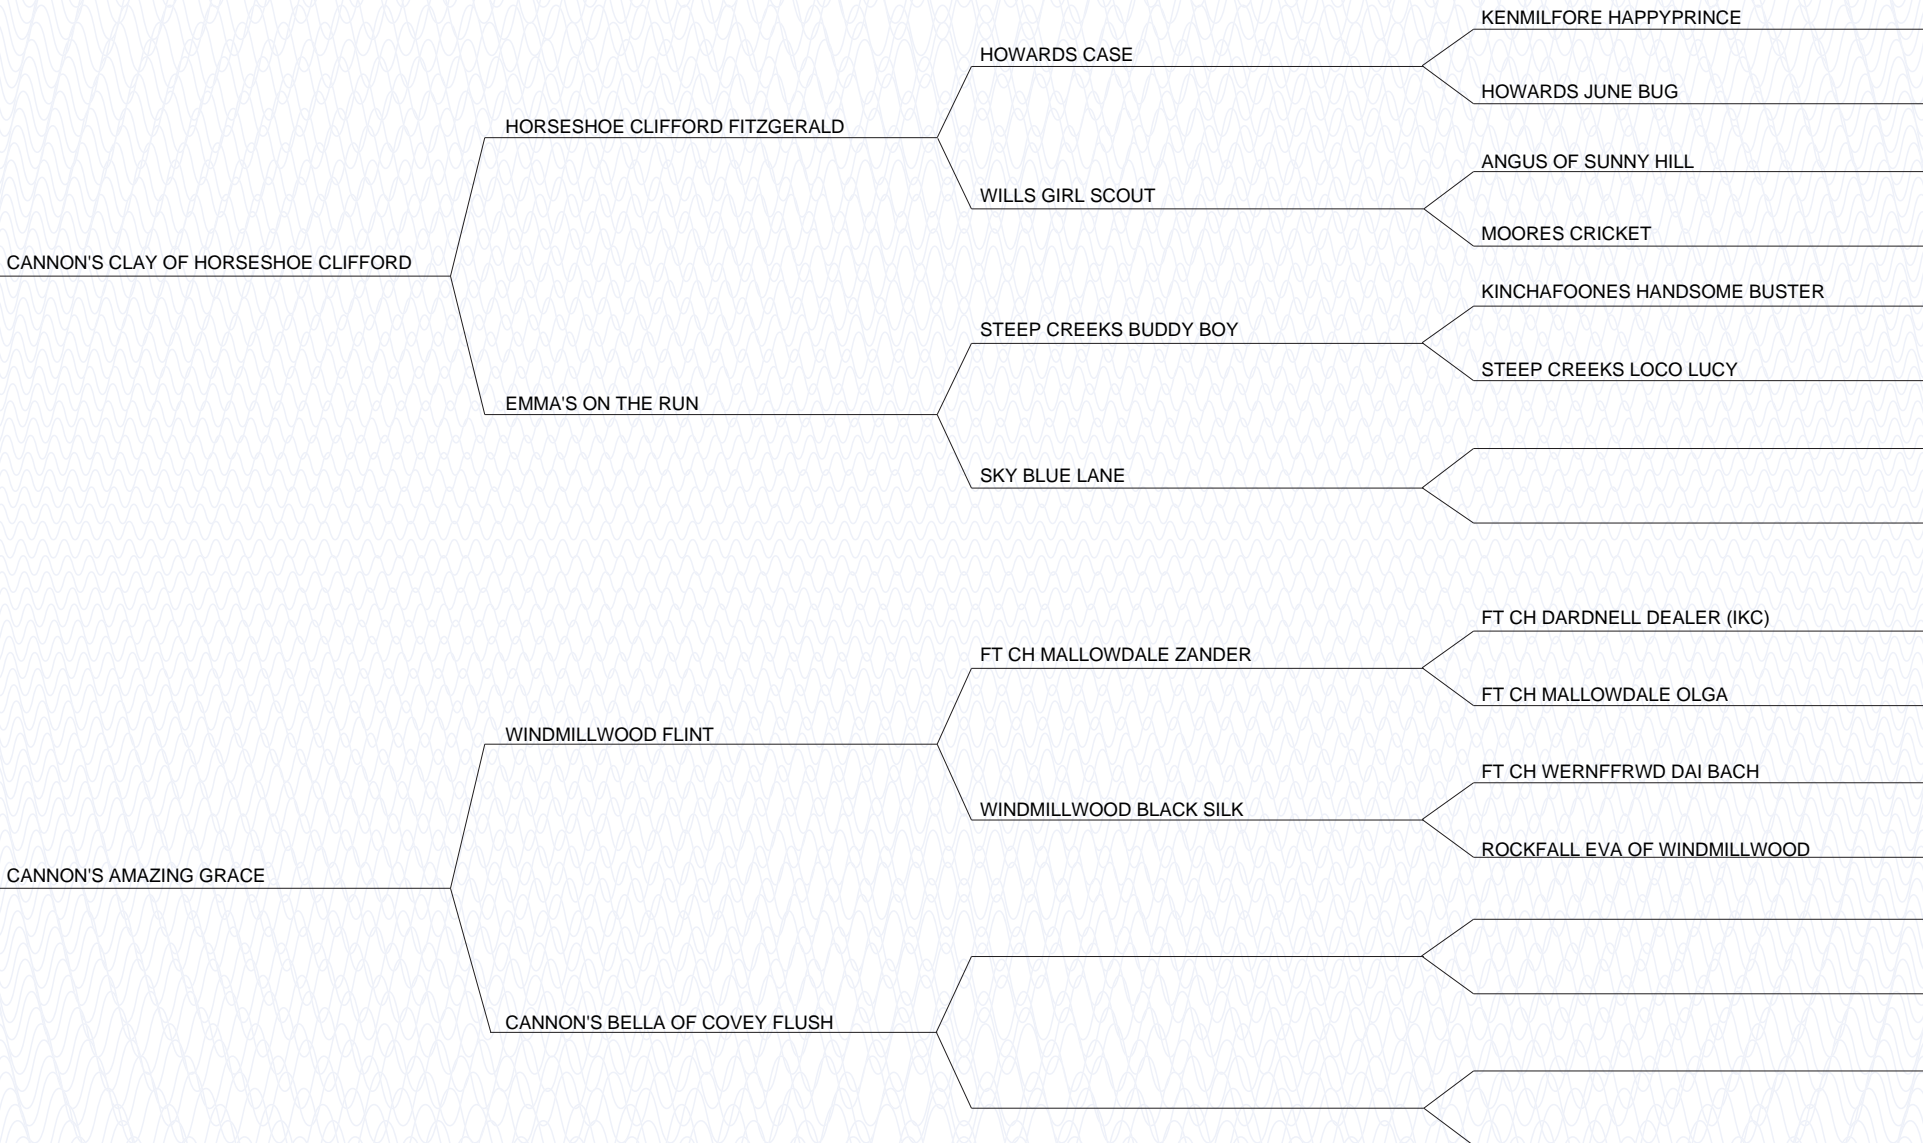 KENMILFORE HAPPYPRINCE
HOWARDS CASE
HOWARDS JUNE BUG
HORSESHOE CLIFFORD FITZGERALD
ANGUS OF SUNNY HILL
WILLS GIRL SCOUT
MOORES CRICKET
CANNON'S CLAY OF HORSESHOE CLIFFORD
KINCHAFOONES HANDSOME BUSTER
STEEP CREEKS BUDDY BOY
STEEP CREEKS LOCO LUCY
EMMA'S ON THE RUN
SKY BLUE LANE
FT CH DARDNELL DEALER (IKC)
FT CH MALLOWDALE ZANDER
FT CH MALLOWDALE OLGA
WINDMILLWOOD FLINT
FT CH WERNFFRWD DAI BACH
WINDMILLWOOD BLACK SILK
ROCKFALL EVA OF WINDMILLWOOD
CANNON'S AMAZING GRACE
CANNON'S BELLA OF COVEY FLUSH